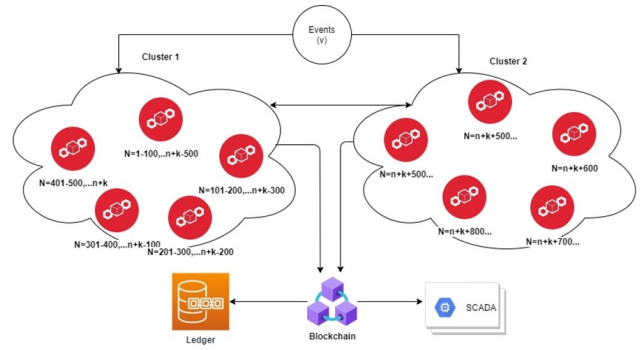 Events
(v)
Cluster 1
Cluster 2
N=1-100,...n+k-500
N=401-500,...n+k
N=101-200,...n+k-300
N=301-400,...n+k-100
N=201-300,...n+k-200
N=n+k+500...
N=n+k+500...
N=n+k+600
N=n+k+800...
N=n+k+700...
Ledger
Blockchain
SCADA